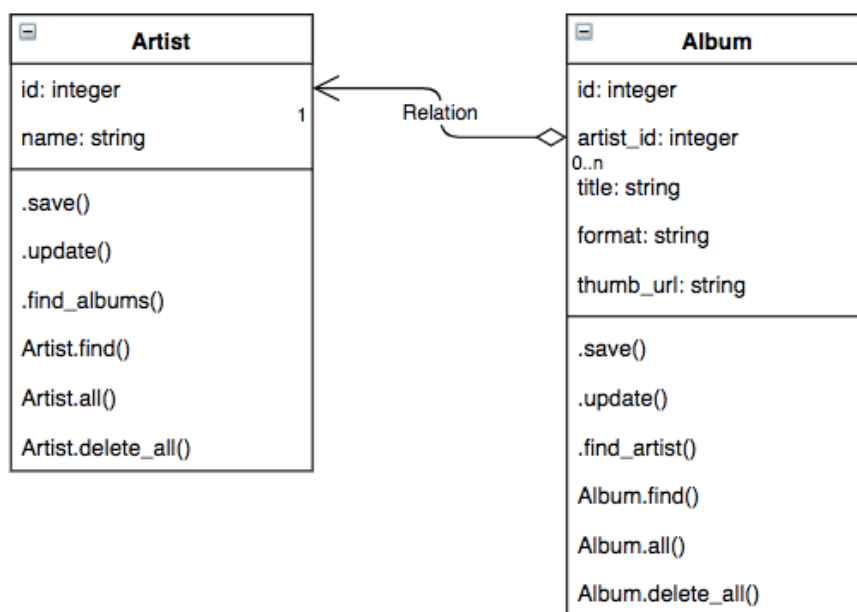 Artist
id: integer
1
name: string
.save()
.update()
.find_albums()
Artist.find()
Artist.all()
Artist.delete_all()
Relation
Album
id: integer
artist_id: integer
0..n
title: string
format: string
thumb_url: string
.save()
.update()
.find_artist()
Album.find()
Album.all()
Album.delete_all()